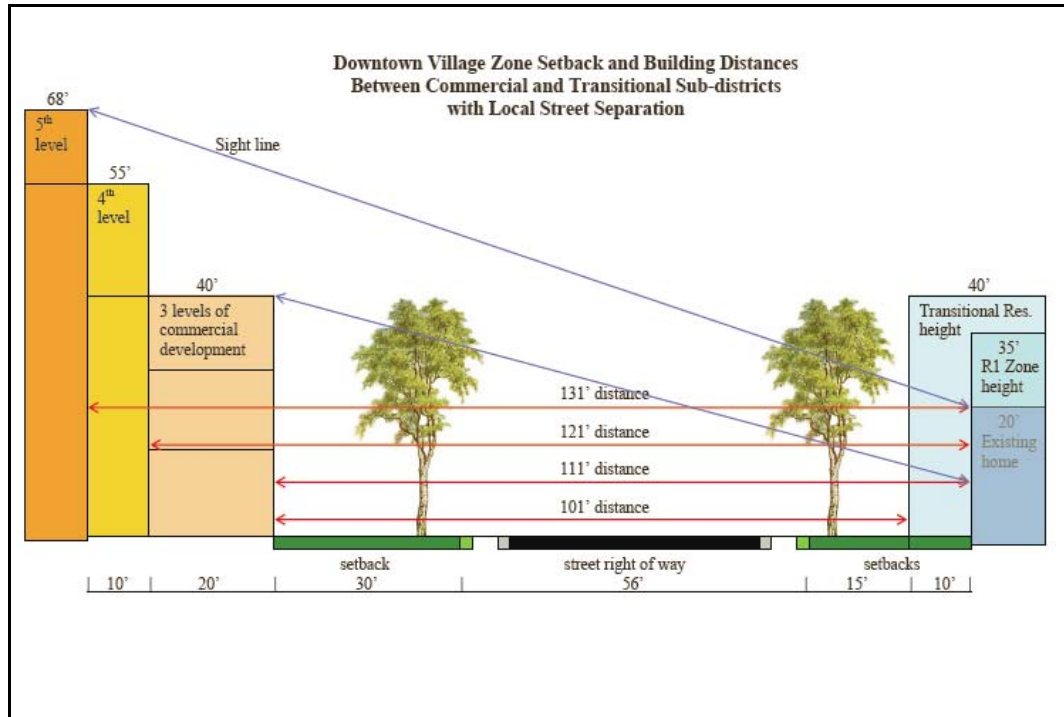 Downtown Village Zone Setback and Building Distances
Between Commercial and Transitional Sub-districts
with Local Street Separation
68’
5th
level
Sight line
55’
4th
level
40’
3 levels of
commercial
development
40’
Transitional Res.
height
35’
R1 Zone
height
20’
Existing
home
131’ distance
121’ distance
111’ distance
101’ distance
setback
street right of way
setbacks
10’
20’
30’
56’
15’
10’